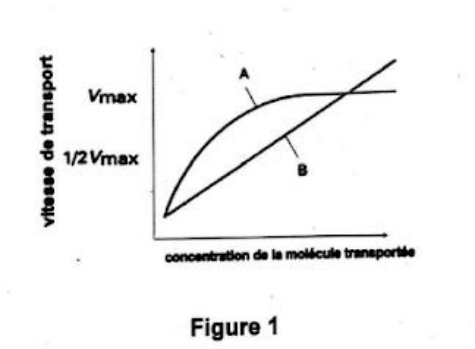 vitesse de transport
Vmax
1/2 Vmax
A
B
concentration de la molécule transportée
Figure 1